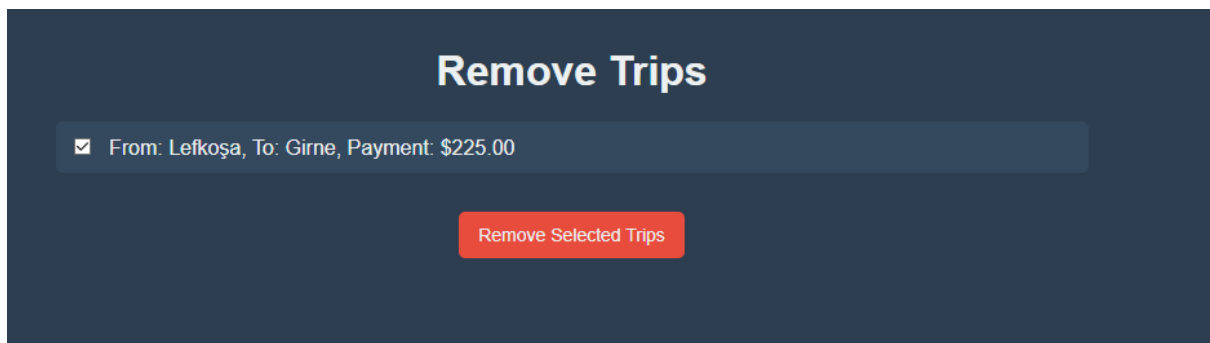 Remove Trips
From: Lefkoşa, To: Girne, Payment: $225.00
Remove Selected Trips